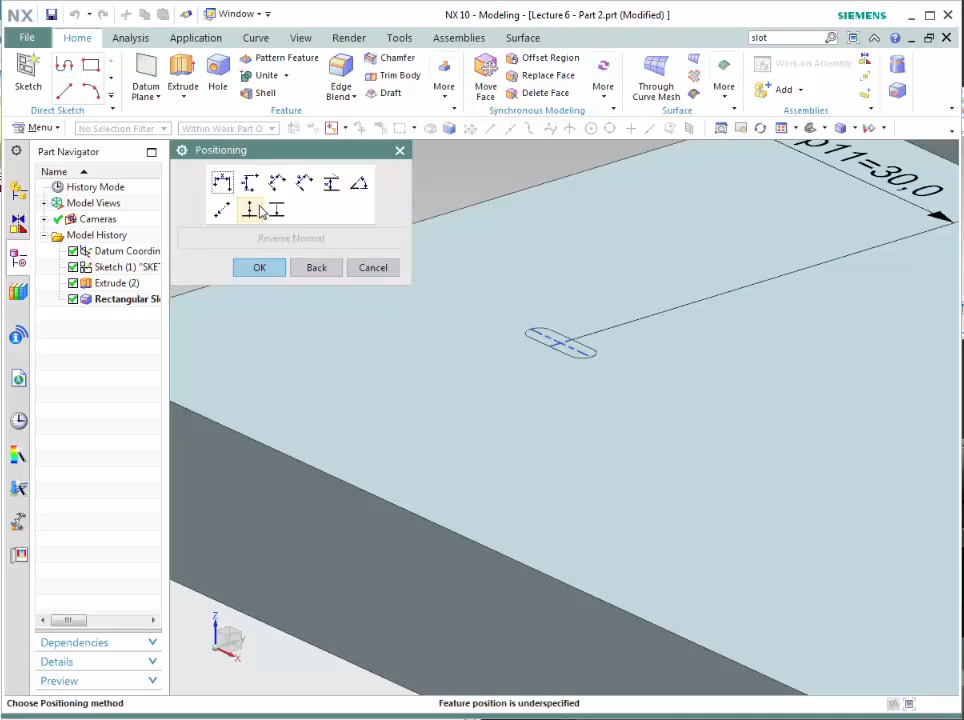 NX
Window
NX 10 - Modeling - [Lecture 6 - Part 2.prt (Modified) ]
SIEMENS
File
Home
Analysis
Application
Curve
View
Render
Tools
Assemblies
Surface
slot
Sketch
Direct Sketch
Datum
Plane
Extrude
Hole
Pattern Feature
Unite
Shell
Edge
Blend
Chamfer
Trim Body
Draft
More
Feature
Move
Face
Offset Region
Replace Face
Delete Face
More
Synchronous Modeling
Through
Curve Mesh
More
Surface
Work on Assembly
Add
Assemblies
Menu
No Selection Filter
Within Work Part O
Part Navigator
Name
History Mode
Model Views
Cameras
Model History
Datum Coordin
Sketch (1) "SKE
Extrude (2)
Rectangular Sl
Dependencies
Details
Preview
Positioning
Reverse Normal
OK
Back
Cancel
p11=30,0
Z
X
Choose Positioning method
Feature position is underspecified